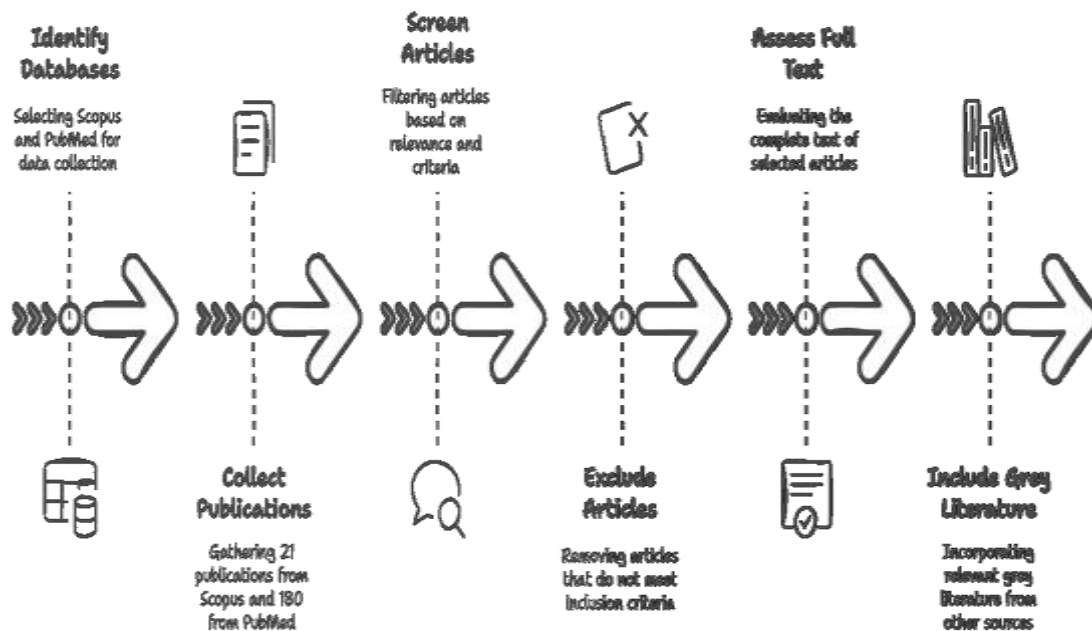 Identify
Databases
Selecting Scopus
and PubMed for
data collection
Collect
Publications
Gathering 21
publications from
Scopus and 180
from PubMed
Screen
Articles
Filtering articles
based on
relevance and
criteria
Exclude
Articles
Removing articles
that do not meet
inclusion criteria
Assess Full
Text
Evaluating the
complete text of
selected articles
Include Grey
Literature
Incorporating
relevant grey
literature from
other sources